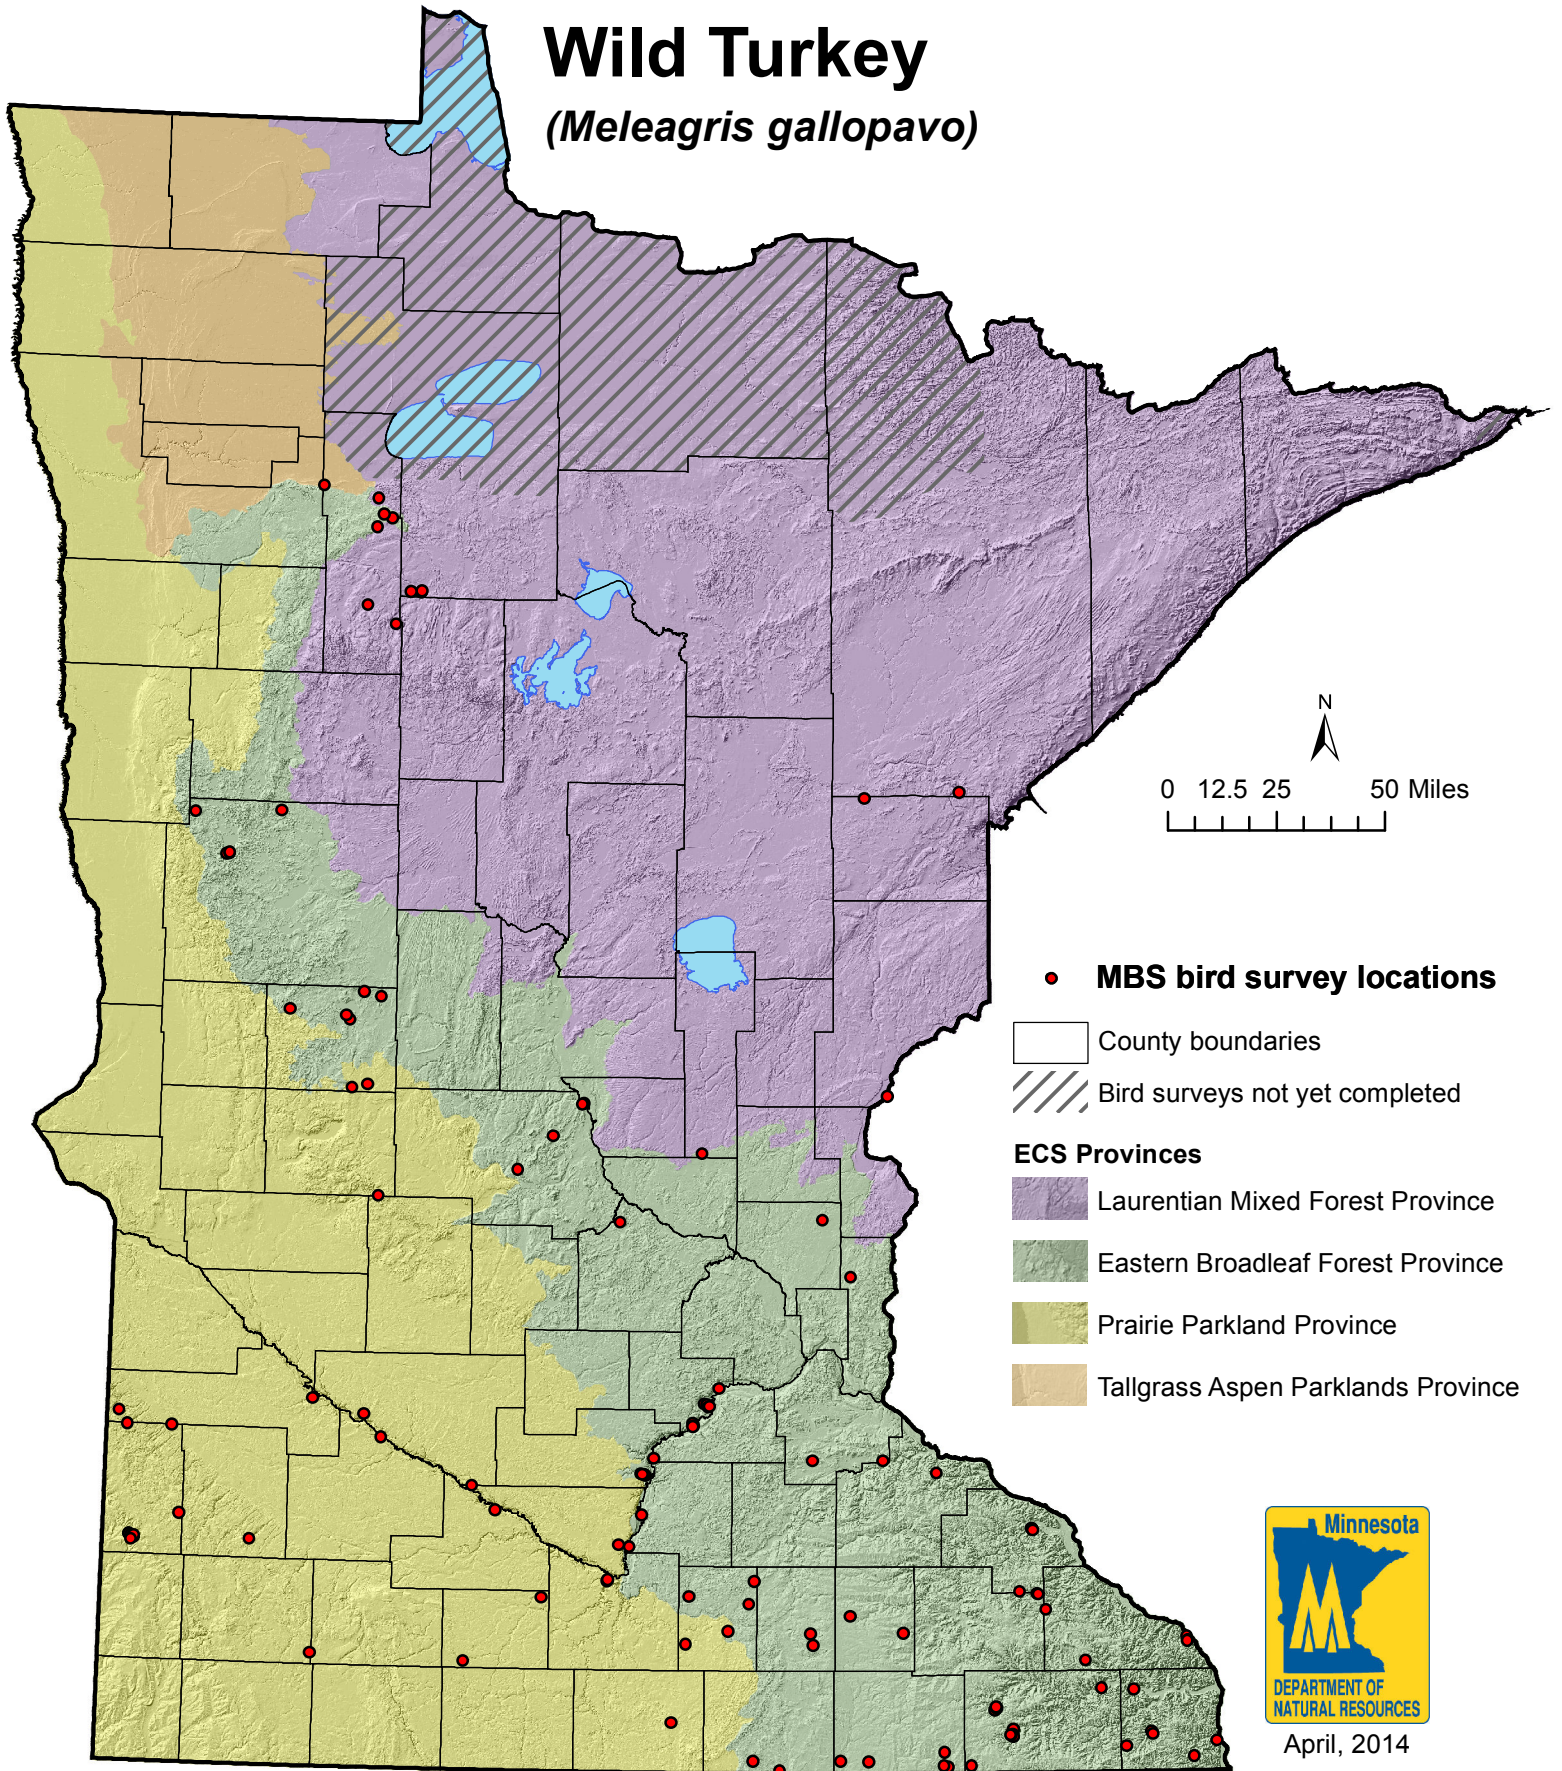 Wild Turkey
(Meleagris gallopavo)
N
0 12.5 25 50 Miles
MBS bird survey locations
County boundaries
Bird surveys not yet completed
ECS Provinces
Laurentian Mixed Forest Province
Eastern Broadleaf Forest Province
Prairie Parkland Province
Tallgrass Aspen Parklands Province
Minnesota
DEPARTMENT OF
NATURAL RESOURCES
April, 2014